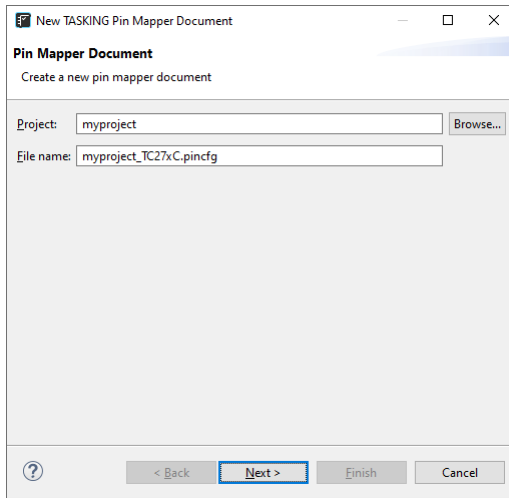 New TASKING Pin Mapper Document
Pin Mapper Document
Create a new pin mapper document
Project: myproject Browse...
File name: myproject_TC27xC.pincfg
? < Back Next > Finish Cancel